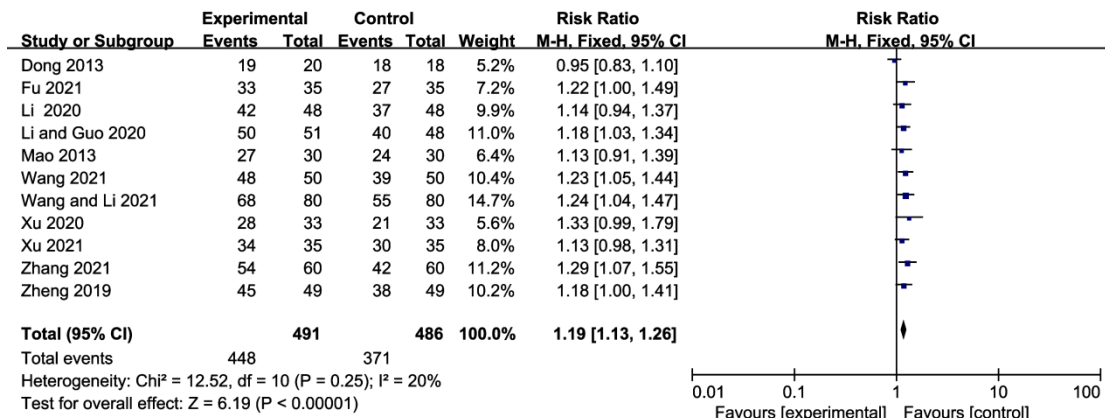 Experimental Control Risk Ratio Risk Ratio
Study or Subgroup Events Total Events Total Weight M-H, Fixed, 95% CI M-H, Fixed, 95% CI
Dong 2013 19 20 18 18 5.2% 0.95 [0.83, 1.10]
Fu 2021 33 35 27 35 7.2% 1.22 [1.00, 1.49]
Li 2020 42 48 37 48 9.9% 1.14 [0.94, 1.37]
Li and Guo 2020 50 51 40 48 11.0% 1.18 [1.03, 1.34]
Mao 2013 27 30 24 30 6.4% 1.13 [0.91, 1.39]
Wang 2021 48 50 39 50 10.4% 1.23 [1.05, 1.44]
Wang and Li 2021 68 80 55 80 14.7% 1.24 [1.04, 1.47]
Xu 2020 28 33 21 33 5.6% 1.33 [0.99, 1.79]
Xu 2021 34 35 30 35 8.0% 1.13 [0.98, 1.31]
Zhang 2021 54 60 42 60 11.2% 1.29 [1.07, 1.55]
Zheng 2019 45 49 38 49 10.2% 1.18 [1.00, 1.41]
Total (95% CI) 491 486 100.0% 1.19 [1.13, 1.26]
Total events 448 371
Heterogeneity: Chi² = 12.52, df = 10 (P = 0.25); I² = 20%
Test for overall effect: Z = 6.19 (P < 0.00001)
0.01 0.1 1 10 100
Favours [experimental] Favours [control]